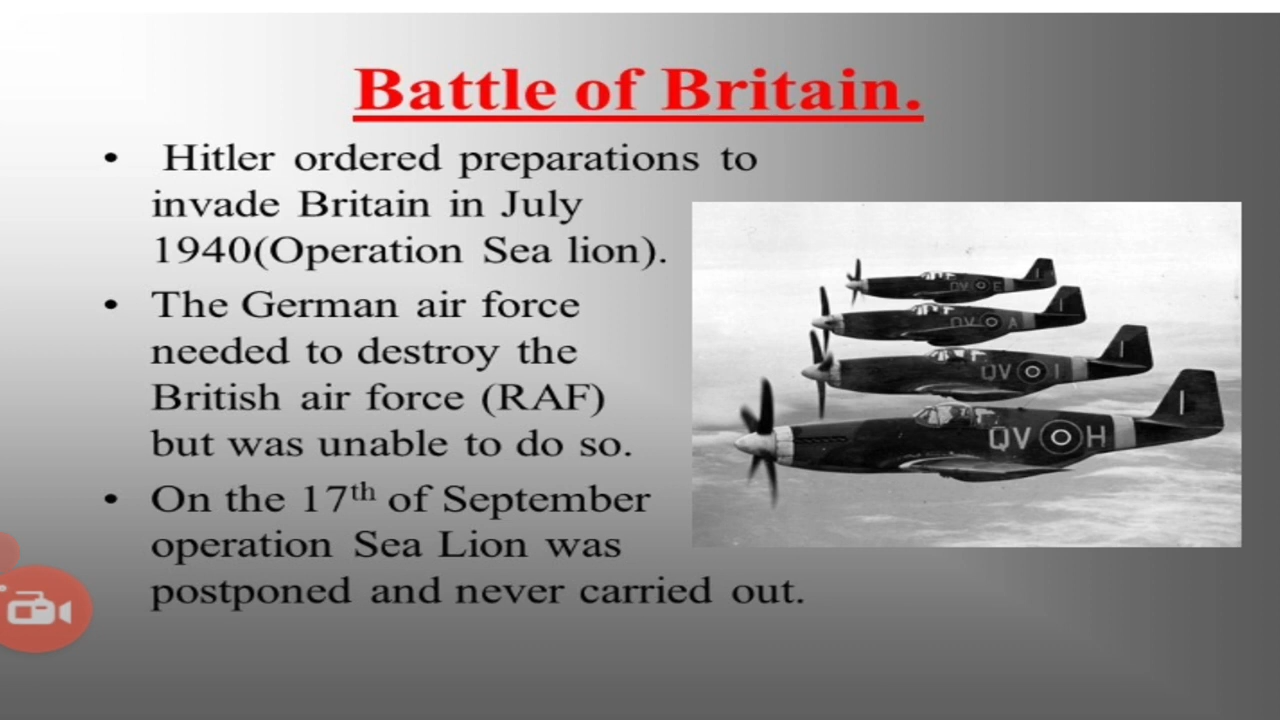 Battle of Britain.
• Hitler ordered preparations to
invade Britain in July
1940(Operation Sea lion).
• The German air force
needed to destroy the
British air force (RAF)
but was unable to do so.
• On the 17th of September
operation Sea Lion was
postponed and never carried out.
QV E
QV A
QV I
QV H